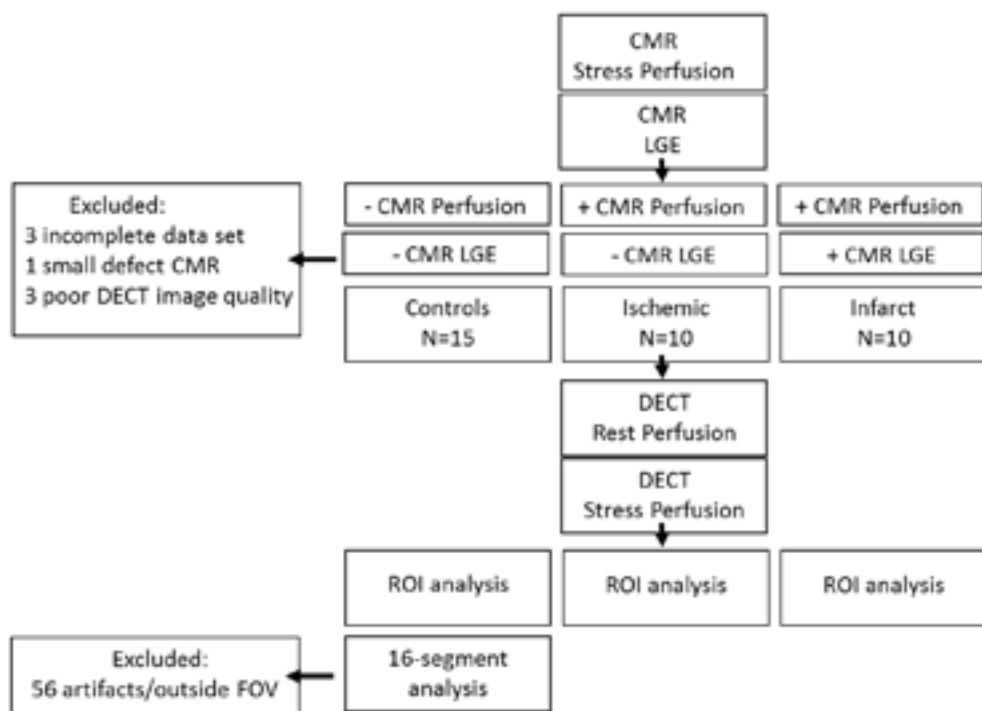 CMR
Stress Perfusion
CMR
LGE
Excluded:
3 incomplete data set
1 small defect CMR
3 poor DECT image quality
- CMR Perfusion
+ CMR Perfusion
+ CMR Perfusion
- CMR LGE
- CMR LGE
+ CMR LGE
Controls
N=15
Ischemic
N=10
Infarct
N=10
DECT
Rest Perfusion
DECT
Stress Perfusion
ROI analysis
ROI analysis
ROI analysis
Excluded:
56 artifacts/outside FOV
16-segment
analysis